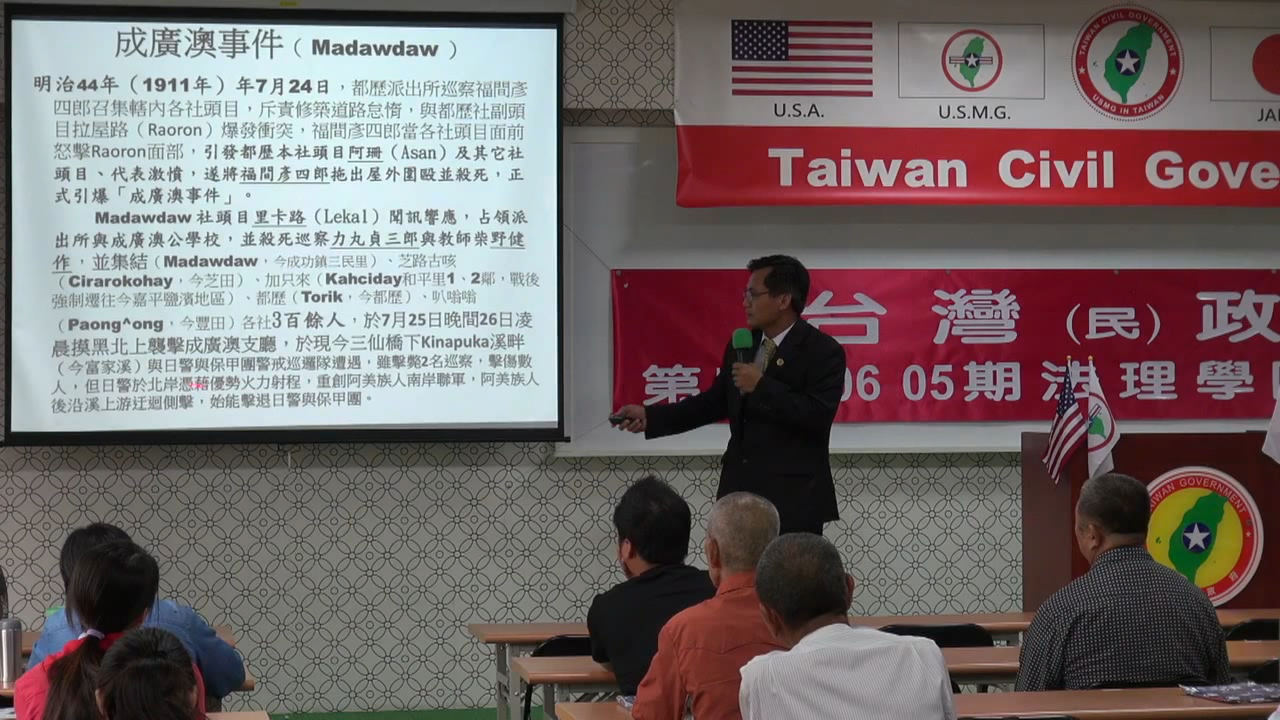 成廣澳事件（ Madawdaw ）
明治44年（1911年）年7月24日，都歷派出所巡察福間彥
四郎召集轄內各社頭目，斥責修築道路怠惰，與都歷社副頭
目拉屋路（Raoron）爆發衝突，福間彥四郎當各社頭目面前
怒擊Raoron面部，引發都歷本社頭目阿珊（Asan）及其它社
頭目、代表激憤，遂將福間彥四郎拖出屋外圍毆並殺死，正
式引爆「成廣澳事件」。
Madawdaw 社頭目里卡路（Lekal）聞訊響應，占領派
出所與成廣澳公學校，並殺死巡察力丸貞三郎與教師柴野健
作，並集結（Madawdaw，今成功鎮三民里）、芝路古咳
（Cirarokohay，今芝田）、加只來（Kahciday和平里1、2鄰，戰後
強制遷往今嘉平鹽濱地區）、都歷（Torik，今都歷）、叭嗡嗡
（Paong^ong，今豐田）各社3百餘人，於7月25日晚間26日凌
晨摸黑北上襲擊成廣澳支廳，於現今三仙橋下Kinapuka溪畔
（今富家溪）與日警與保甲團警戒巡邏隊遭遇，雖擊斃2名巡察，擊傷數
人，但日警於北岸憑藉優勢火力射程，重創阿美族人南岸聯軍，阿美族人
後沿溪上游迂迴側擊，始能擊退日警與保甲團。
U.S.A.
U.S.M.G.
TAIWAN CIVIL GOVERNMENT
USMG IN TAIWAN
JA
Taiwan Civil Gove
台灣（民）政
第 06 05期法理學
TAIWAN GOVERNMENT